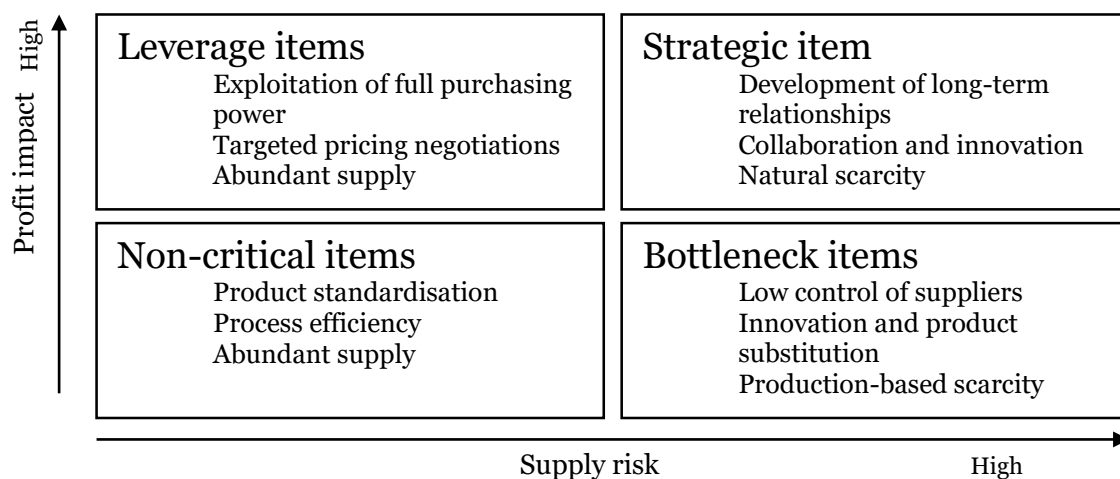 High
Profit impact
Leverage items
Exploitation of full purchasing
power
Targeted pricing negotiations
Abundant supply
Strategic item
Development of long-term
relationships
Collaboration and innovation
Natural scarcity
Non-critical items
Product standardisation
Process efficiency
Abundant supply
Bottleneck items
Low control of suppliers
Innovation and product
substitution
Production-based scarcity
Supply risk
High